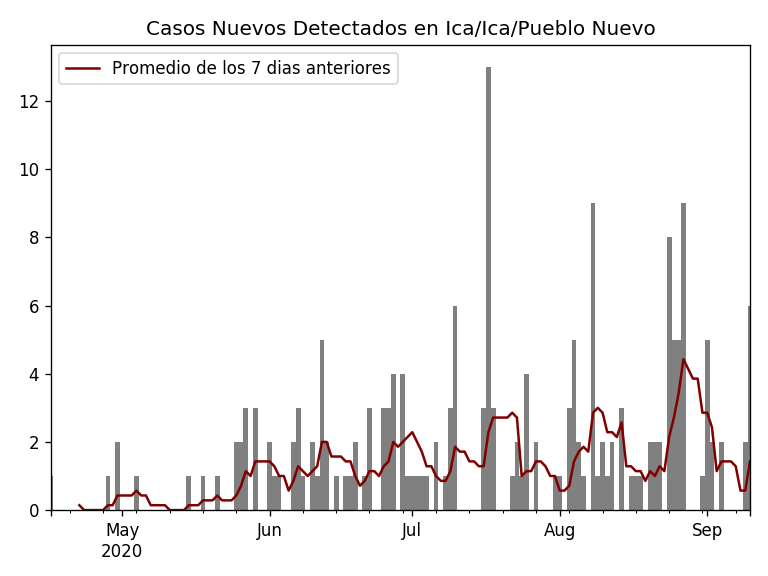 Casos Nuevos Detectados en Ica/Ica/Pueblo Nuevo
Promedio de los 7 dias anteriores
12
10
8
6
4
2
0
May Jun Jul Aug Sep
2020